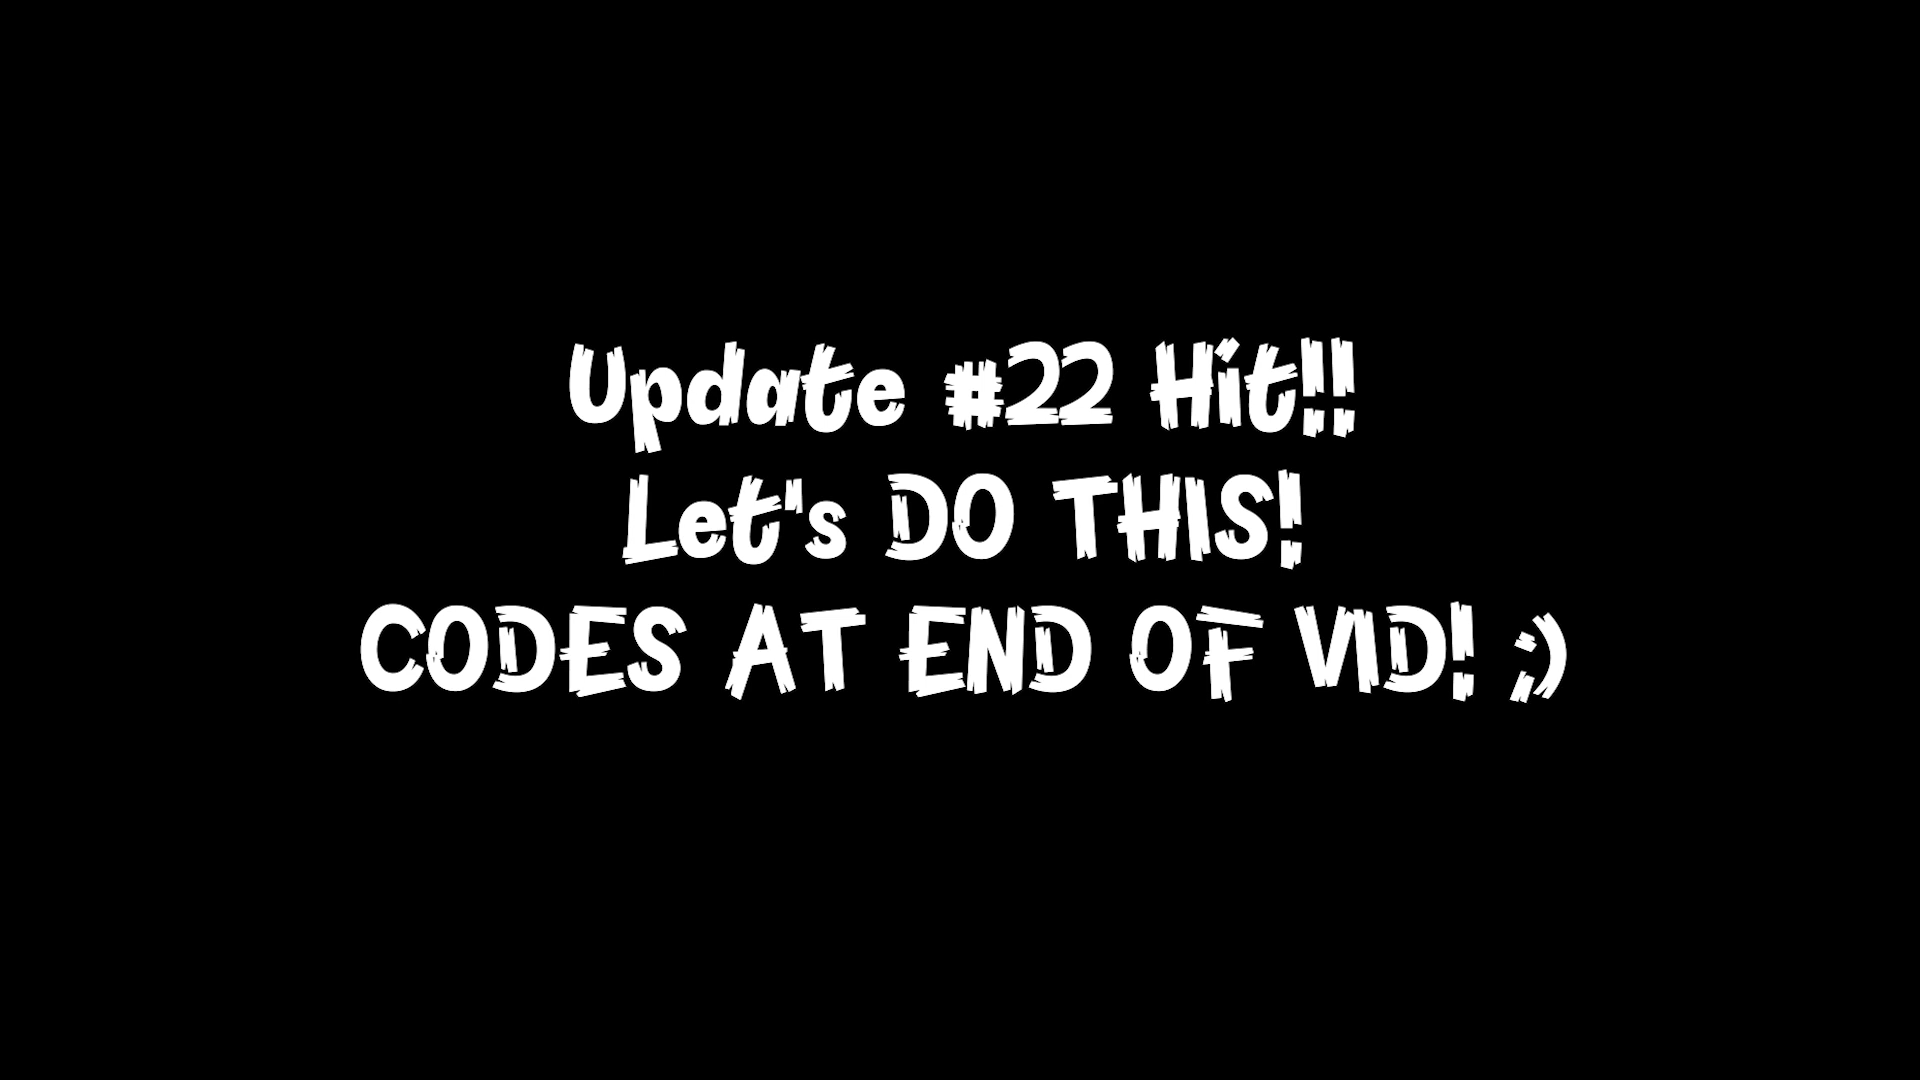 Update #22 Hit!!
Let's DO THIS!
CODES AT END OF VID! ;)